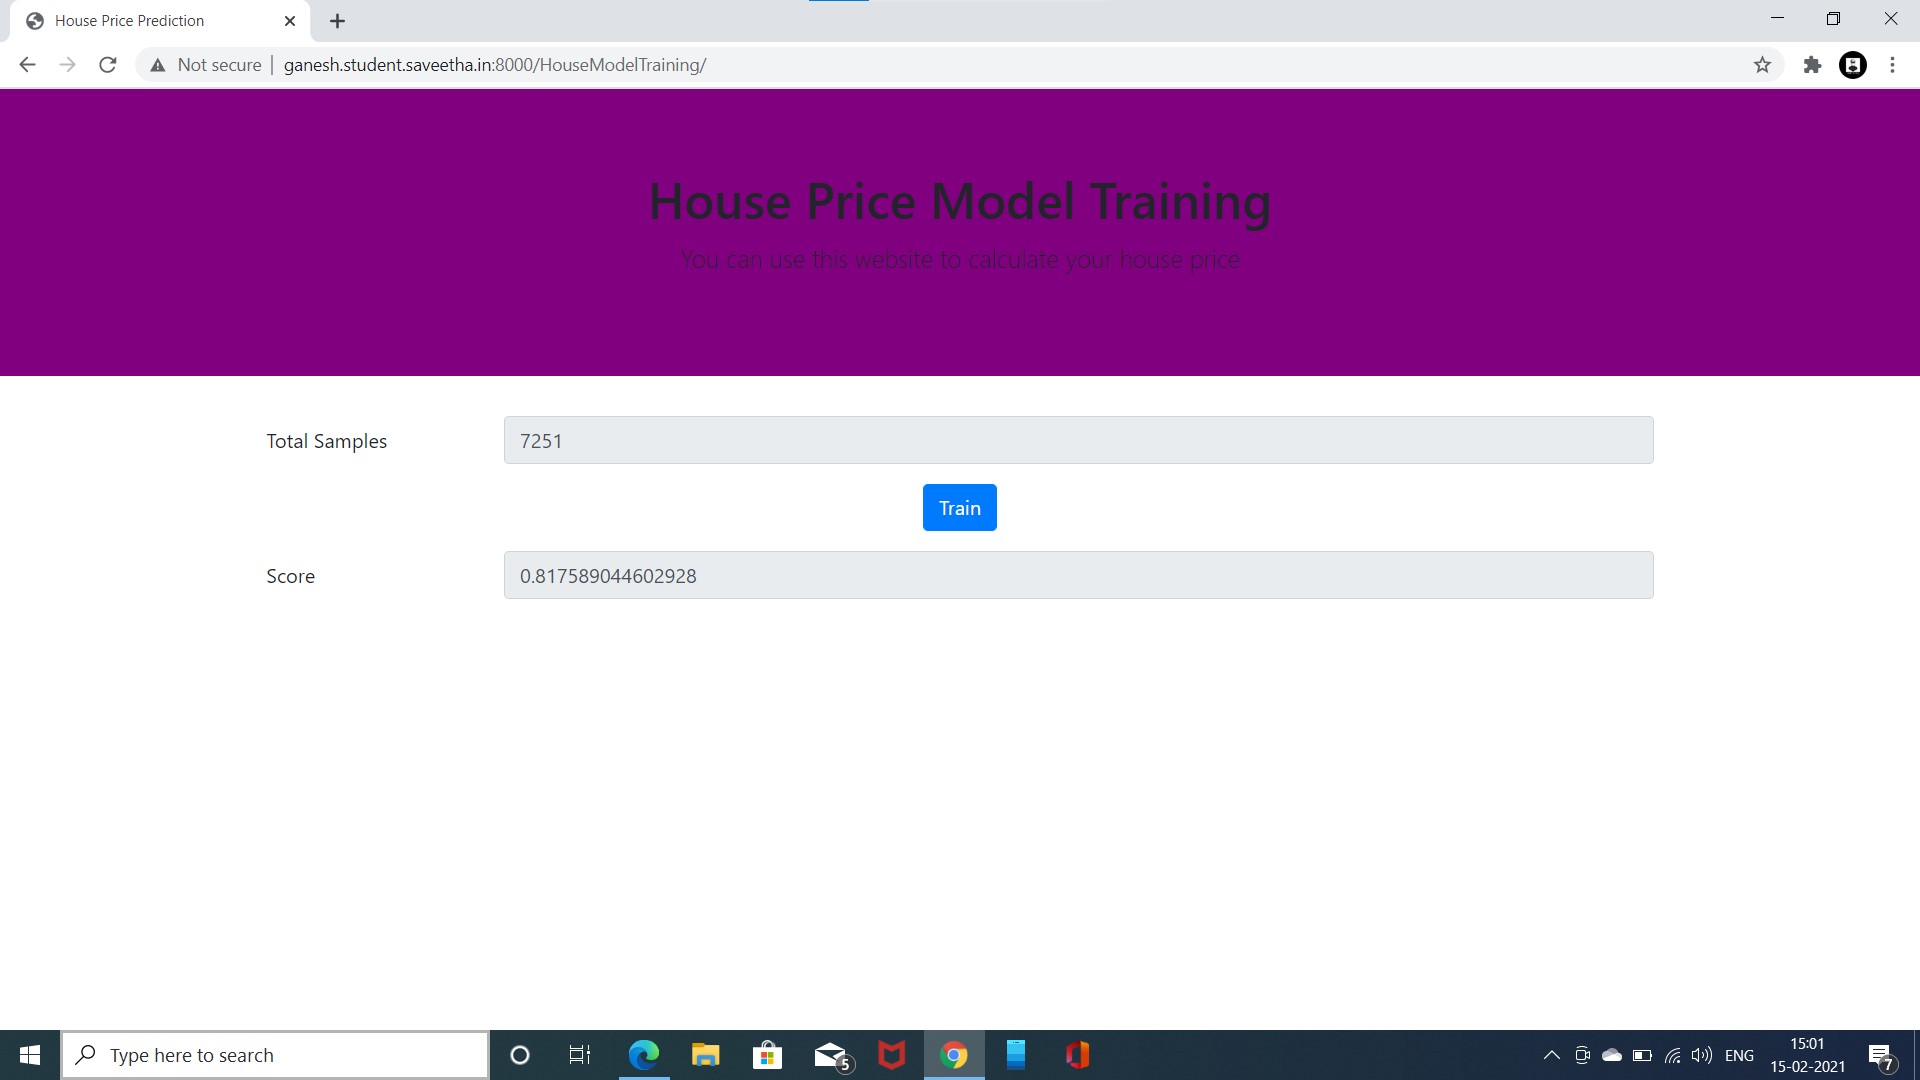 House Price Prediction
Not secure
ganesh.student.saveetha.in:8000/HouseModelTraining/
House Price Model Training
You can use this website to calculate your house price
Total Samples
7251
Train
Score
0.817589044602928
Type here to search
5
ENG
15:01
15-02-2021
7